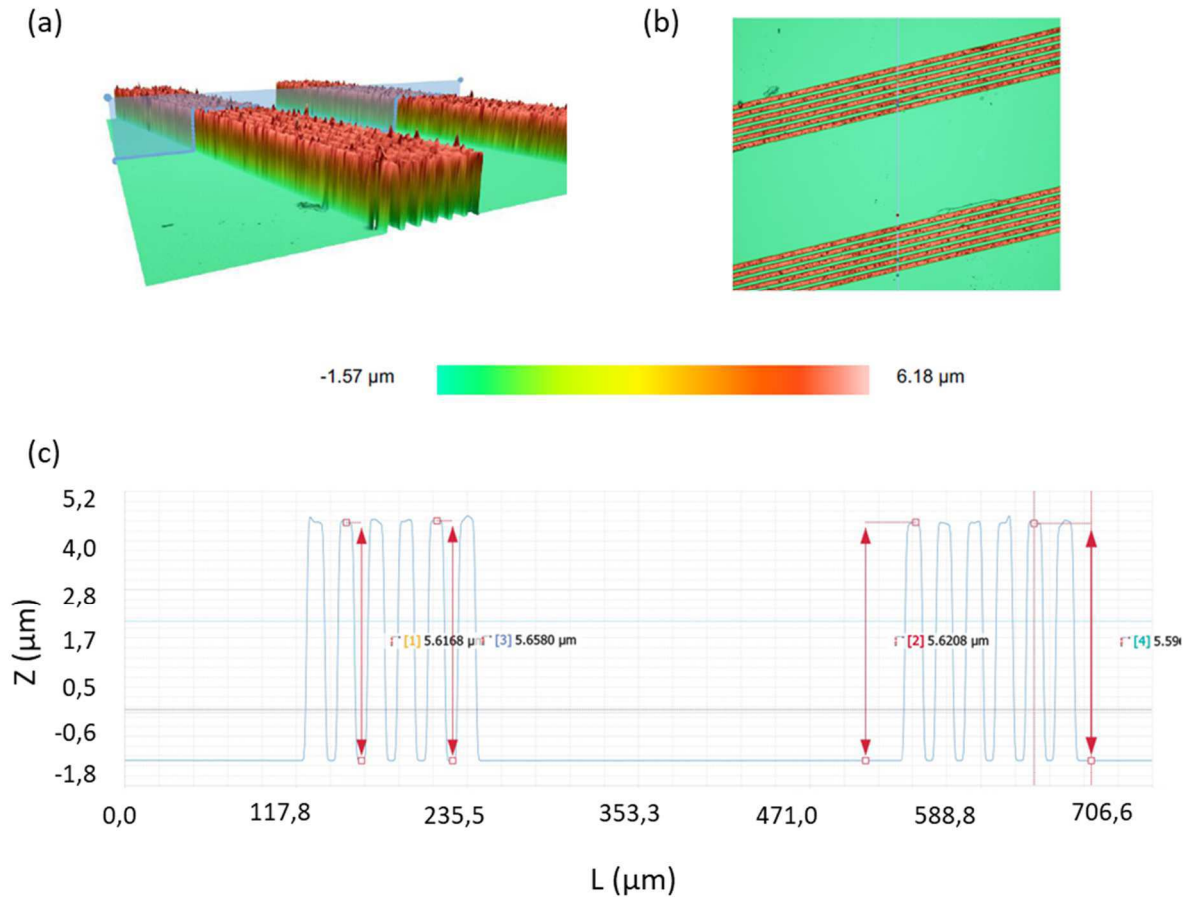 (a)
(b)
-1.57 µm
6.18 µm
(c)
Z (µm)
5,2
4,0
2,8
1,7
0,5
-0,6
-1,8
[1] 5.6168 µm
[3] 5.6580 µm
[2] 5.6208 µm
[4]
0,0
117,8
235,5
353,3
471,0
588,8
706,6
L (µm)